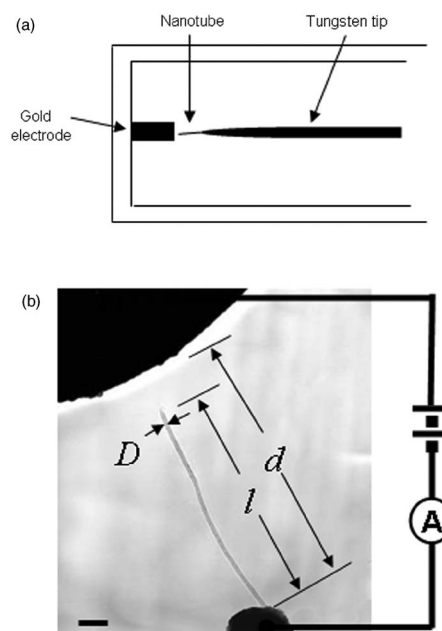 (a)
Nanotube
Tungsten tip
Gold
electrode
(b)
D
l
d
A